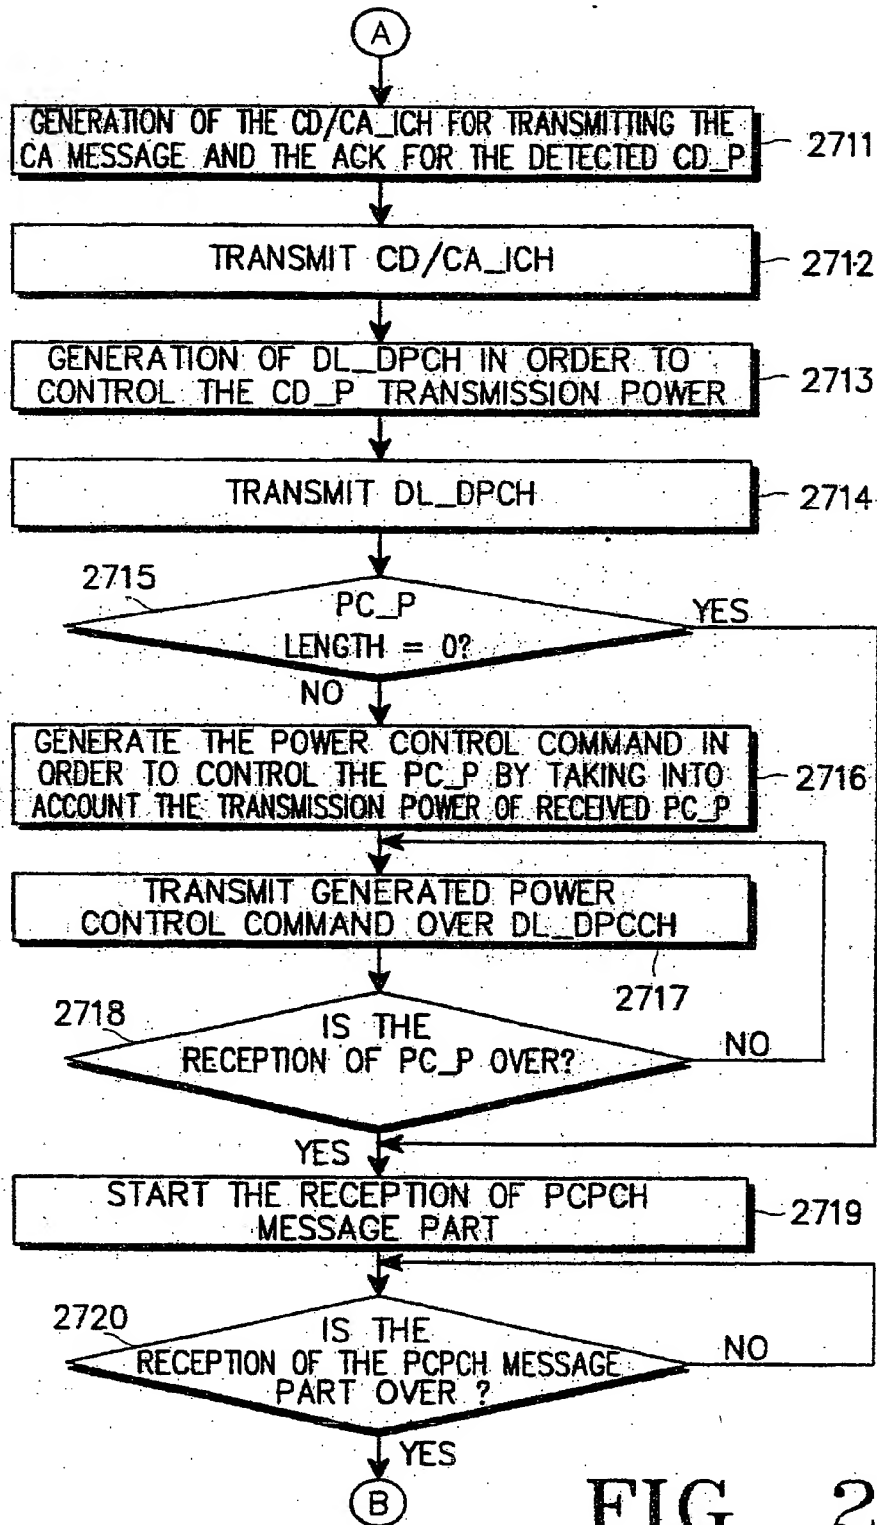 A
GENERATION OF THE CD/CA_ICH FOR TRANSMITTING THE
CA MESSAGE AND THE ACK FOR THE DETECTED CD_P
2711
TRANSMIT CD/CA_ICH
2712
GENERATION OF DL_DPCH IN ORDER TO
CONTROL THE CD_P TRANSMISSION POWER
2713
TRANSMIT DL_DPCH
2714
2715
PC_P
LENGTH = 0?
YES
NO
GENERATE THE POWER CONTROL COMMAND IN
ORDER TO CONTROL THE PC_P BY TAKING INTO
ACCOUNT THE TRANSMISSION POWER OF RECEIVED PC_P
2716
TRANSMIT GENERATED POWER
CONTROL COMMAND OVER DL_DPCCH
2717
2718
IS THE
RECEPTION OF PC_P OVER?
NO
YES
START THE RECEPTION OF PCPCH
MESSAGE PART
2719
2720
IS THE
RECEPTION OF THE PCPCH MESSAGE
PART OVER ?
NO
YES
B
FIG. 2